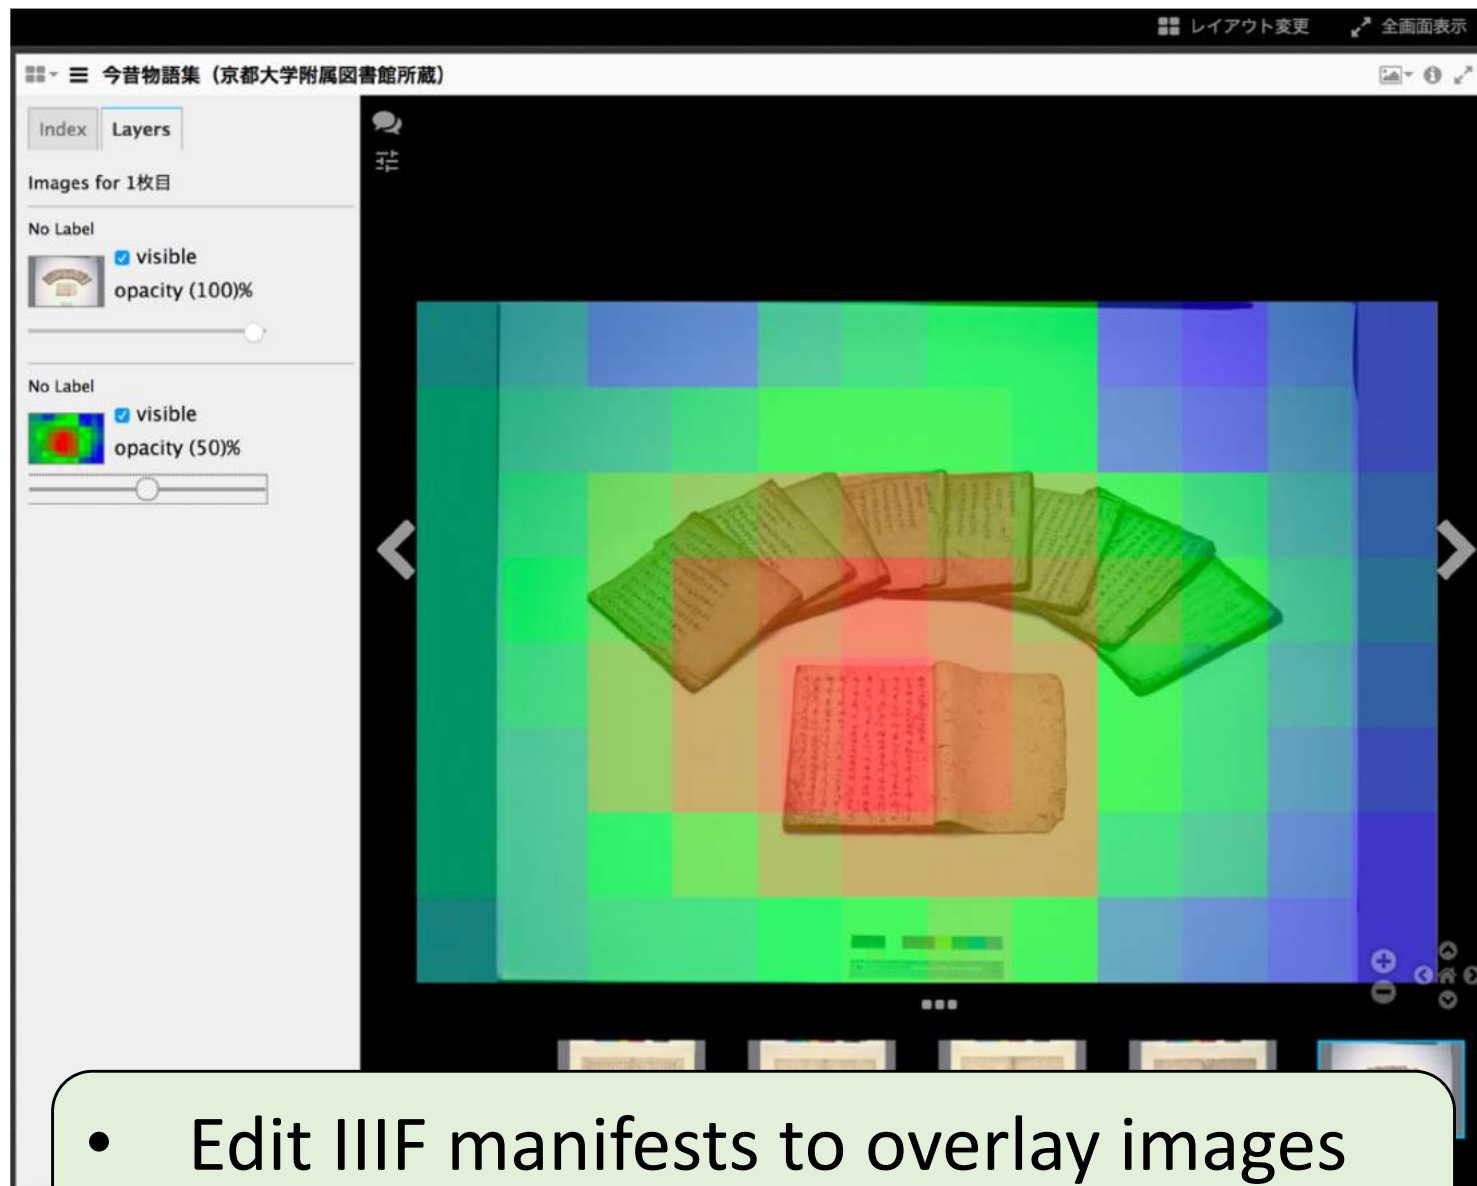 レイアウト変更 全画面表示
今昔物語集（京都大学附属図書館所蔵）
Index Layers
Images for 1枚目
No Label
visible
opacity (100)%
No Label
visible
opacity (50)%
• Edit IIIF manifests to overlay images